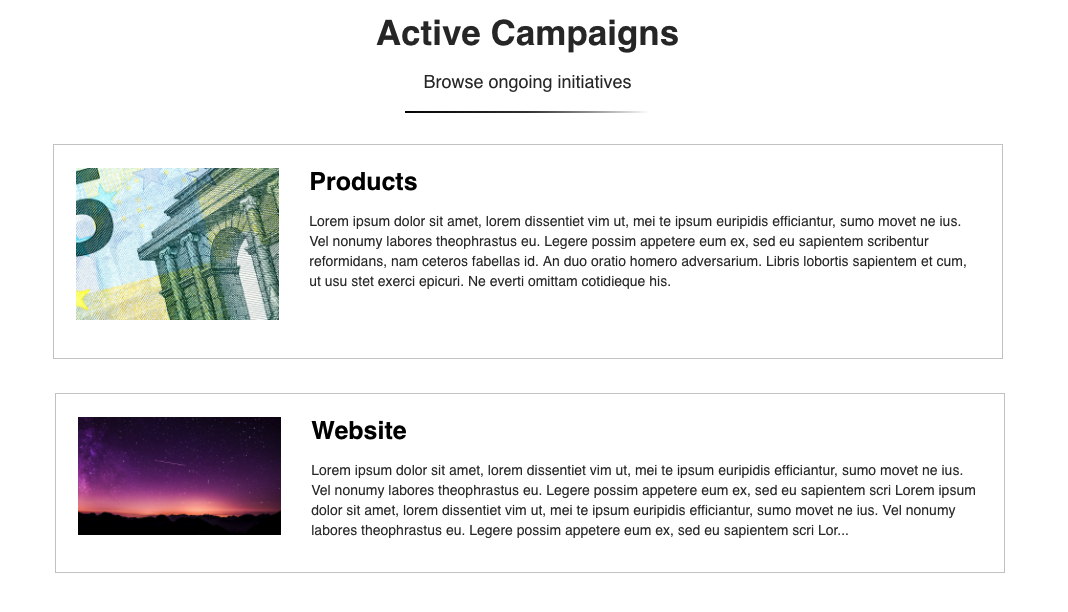 Active Campaigns
Browse ongoing initiatives
Products
Lorem ipsum dolor sit amet, lorem dissentiet vim ut, mei te ipsum euripidis efficiantur, sumo movet ne ius.
Vel nonumy labores theophrastus eu. Legere possim appetere eum ex, sed eu sapientem scribentur
reformidans, nam ceteros fabellas id. An duo oratio homero adversarium. Libris lobortis sapientem et cum,
ut usu stet exerci epicuri. Ne everti omittam cotidieque his.
Website
Lorem ipsum dolor sit amet, lorem dissentiet vim ut, mei te ipsum euripidis efficiantur, sumo movet ne ius.
Vel nonumy labores theophrastus eu. Legere possim appetere eum ex, sed eu sapientem scri Lorem ipsum
dolor sit amet, lorem dissentiet vim ut, mei te ipsum euripidis efficiantur, sumo movet ne ius. Vel nonumy
labores theophrastus eu. Legere possim appetere eum ex, sed eu sapientem scri Lor...